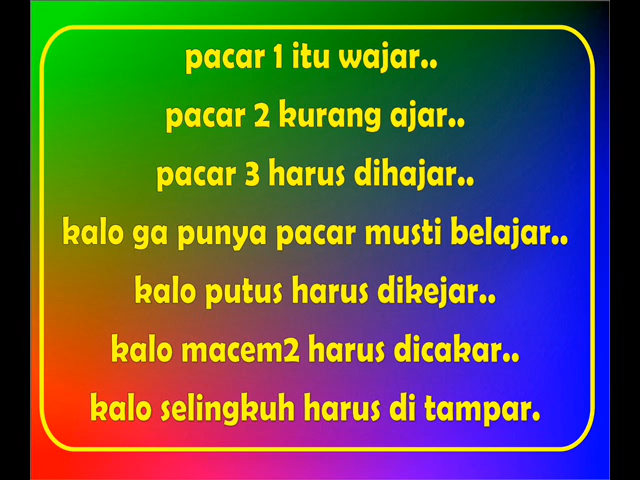 pacar 1 itu wajar..
pacar 2 kurang ajar..
pacar 3 harus dihajar..
kalo ga punya pacar musti belajar..
kalo putus harus dikejar..
kalo macem2 harus dicakar..
kalo selingkuh harus di tampar.